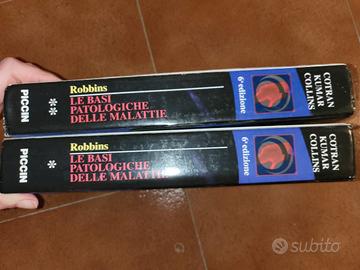 Robbins
LE BASI
PATOLOGICHE
DELLE MALATTIE
**
PICCIN
6ª edizione
COTRAN
KUMAR
COLLINS
Robbins
LE BASI
PATOLOGICHE
DELLE MALATTIE
*
PICCIN
6ª edizione
COTRAN
KUMAR
COLLINS
subito